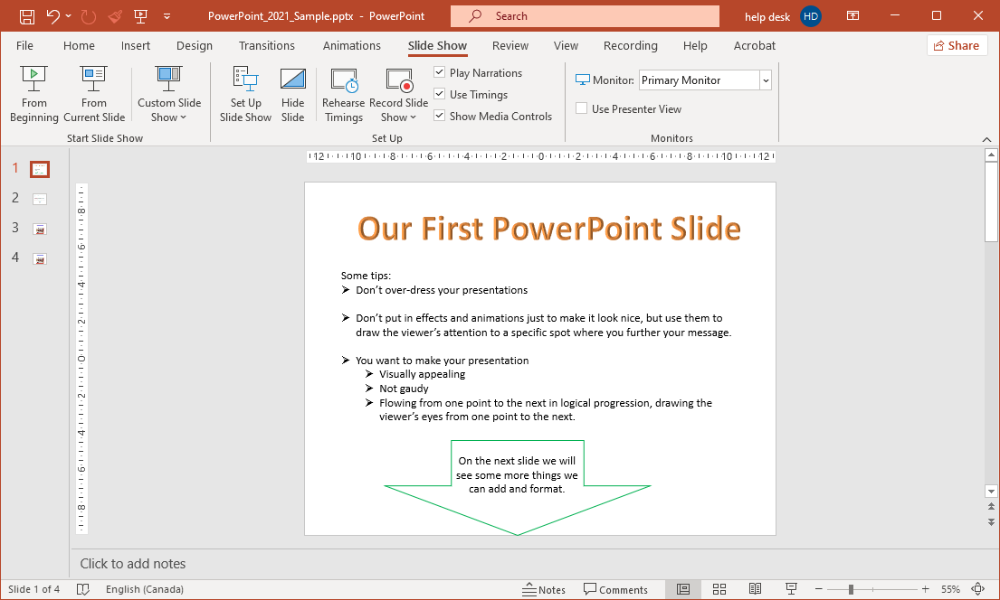 PowerPoint_2021_Sample.pptx - PowerPoint
Search
help desk HD
File Home Insert Design Transitions Animations Slide Show Review View Recording Help Acrobat Share
From Beginning
From Current Slide
Custom Slide Show
Start Slide Show
Set Up Slide Show
Hide Slide
Rehearse Timings
Record Slide Show
Play Narrations
Use Timings
Show Media Controls
Set Up
Monitor: Primary Monitor
Use Presenter View
Monitors
12 10 8 6 4 2 0 2 4 6 8 10 12
8
6
4
2
0
2
4
6
8
1
2
3
4
Our First PowerPoint Slide
Some tips:
➢ Don't over-dress your presentations
➢ Don't put in effects and animations just to make it look nice, but use them to
draw the viewer's attention to a specific spot where you further your message.
➢ You want to make your presentation
➢ Visually appealing
➢ Not gaudy
➢ Flowing from one point to the next in logical progression, drawing the
viewer's eyes from one point to the next.
On the next slide we will
see some more things we
can add and format.
Click to add notes
Slide 1 of 4 English (Canada) Notes Comments 55%